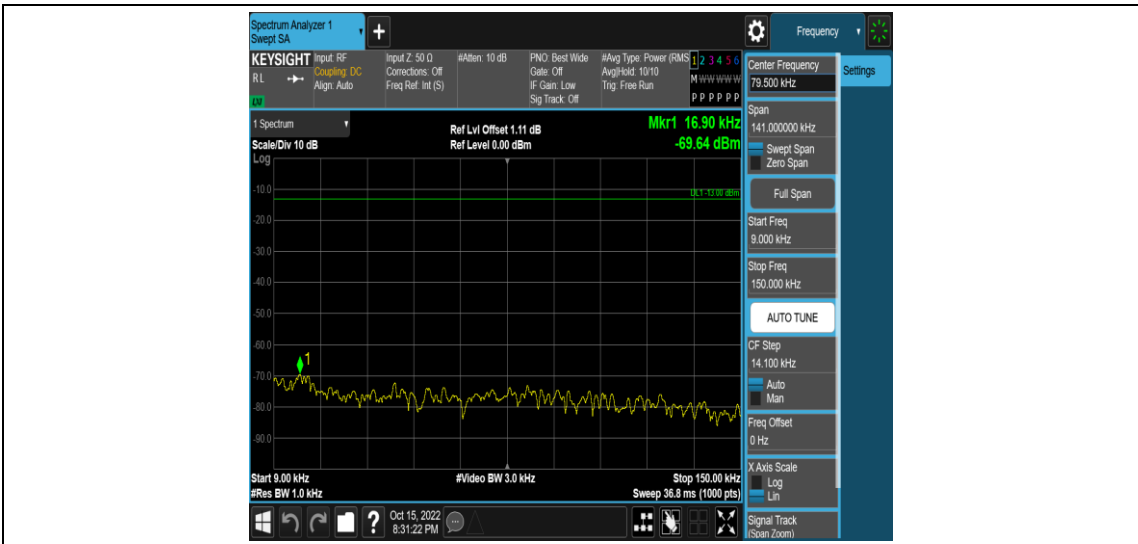 Spectrum Analyzer 1
Swept SA
+
Frequency
KEYSIGHT
R L
LNI
Input: RF
Coupling: DC
Align: Auto
Input Z: 50 Ω
Corrections: Off
Freq Ref: Int (S)
#Atten: 10 dB
PNO: Best Wide
Gate: Off
IF Gain: Low
Sig Track: Off
#Avg Type: Power (RMS
Avg|Hold: 10/10
Trig: Free Run
1 2 3 4 5 6
M W W W W W
P P P P P P
Center Frequency
79.500 kHz
Settings
Span
141.000000 kHz
Swept Span
Zero Span
Full Span
Start Freq
9.000 kHz
Stop Freq
150.000 kHz
AUTO TUNE
CF Step
14.100 kHz
Auto
Man
Freq Offset
0 Hz
X Axis Scale
Log
Lin
Signal Track
(Span Zoom)
1 Spectrum
Scale/Div 10 dB
Log
Ref Lvl Offset 1.11 dB
Ref Level 0.00 dBm
Mkr1 16.90 kHz
-69.64 dBm
DL1 -13.00 dBm
-10.0
-20.0
-30.0
-40.0
-50.0
-60.0
-70.0
-80.0
-90.0
1
Start 9.00 kHz
#Res BW 1.0 kHz
#Video BW 3.0 kHz
Stop 150.00 kHz
Sweep 36.8 ms (1000 pts)
?
Oct 15, 2022
8:31:22 PM